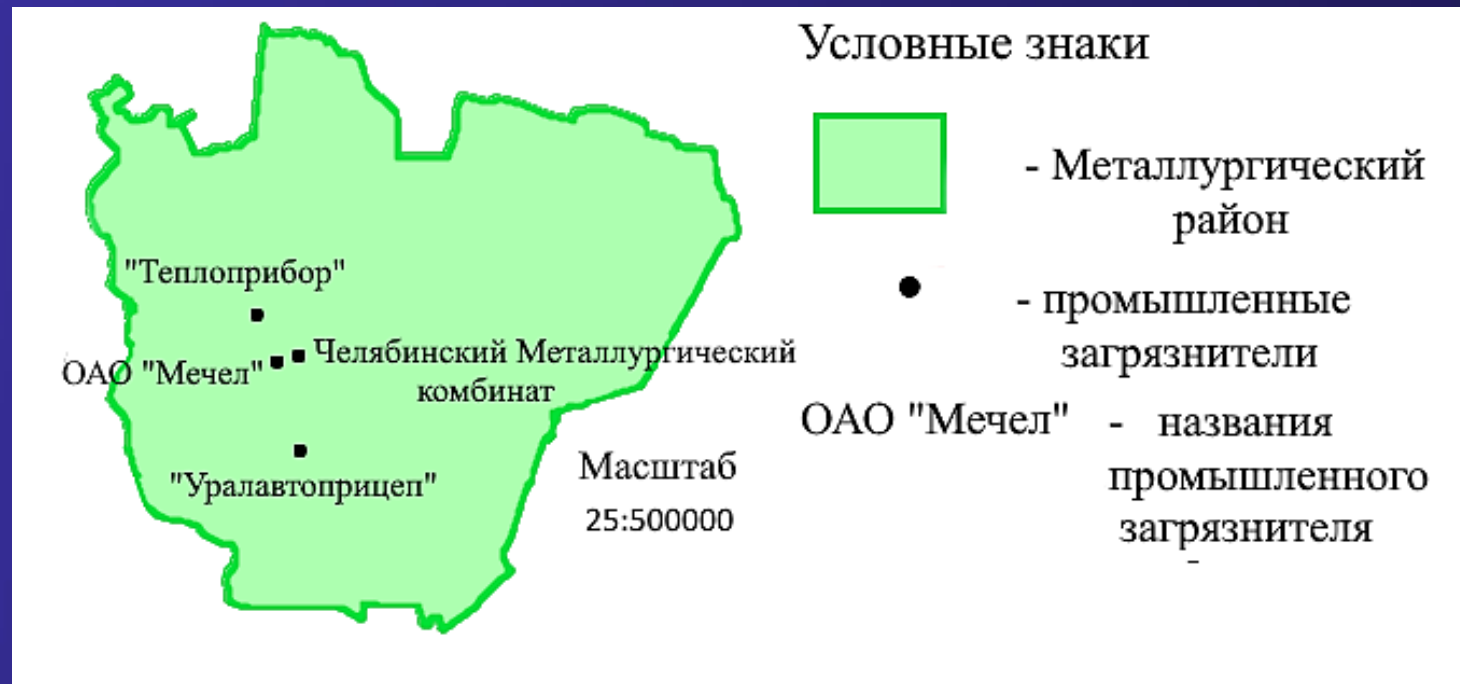 "Теплоприбор"
ОАО "Мечел"
Челябинский Металлургический
комбинат
"Уралавтоприцеп"
Масштаб
25:500000
Условные знаки
- Металлургический
район
- промышленные
загрязнители
ОАО "Мечел" - названия
промышленного
загрязнителя